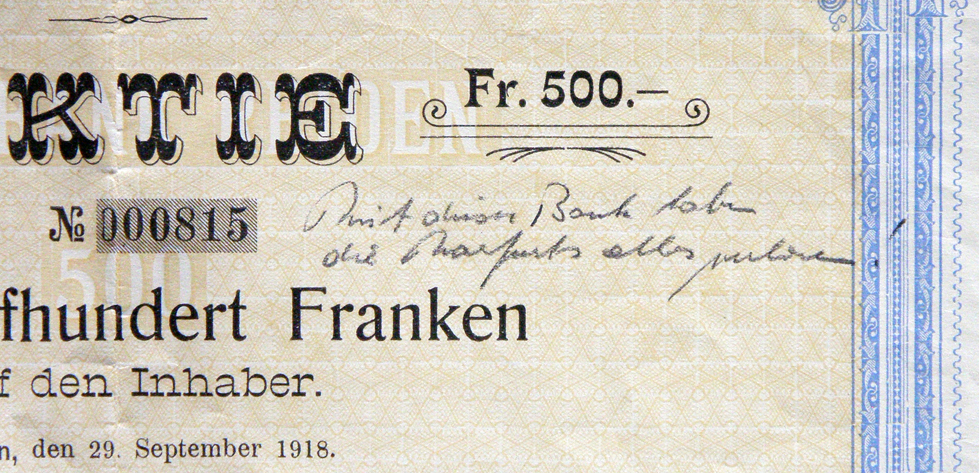 KTIE
Fr. 500.—
№ 000815
Mit dieser Bank haben
die alles verloren!
500
fhundert Franken
f den Inhaber.
n, den 29. September 1918.